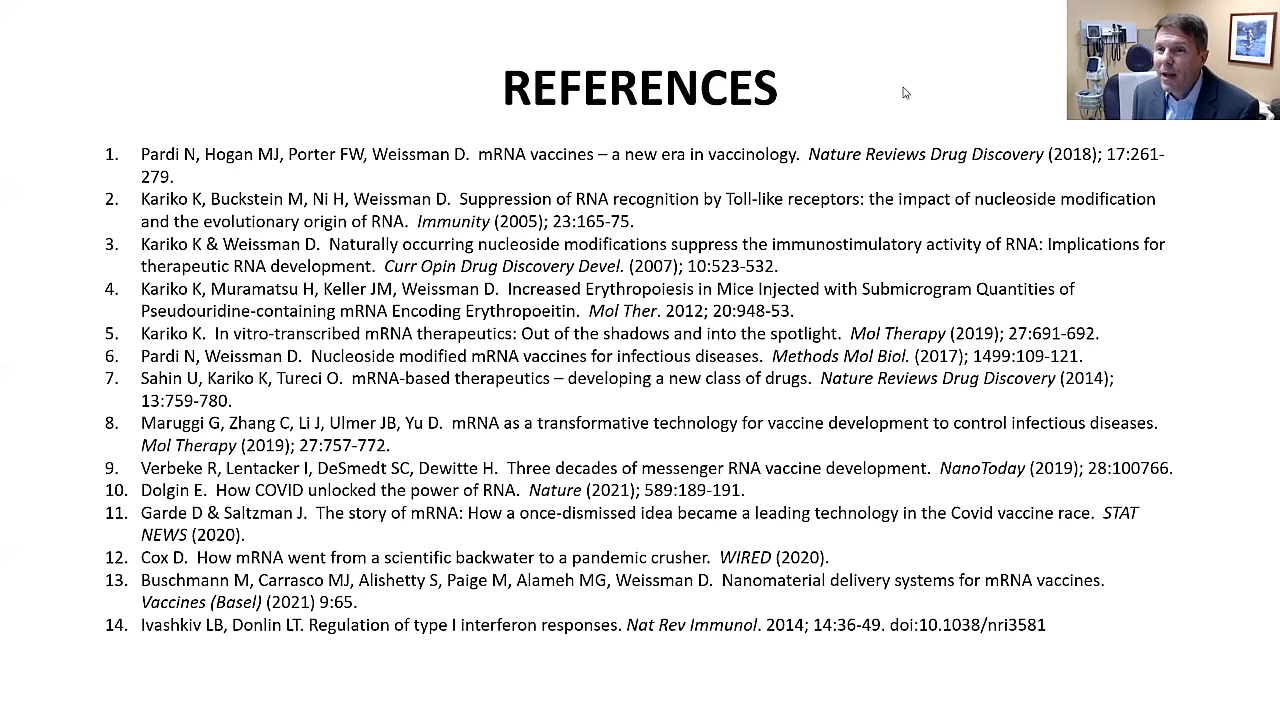 REFERENCES
1. Pardi N, Hogan MJ, Porter FW, Weissman D. mRNA vaccines – a new era in vaccinology. Nature Reviews Drug Discovery (2018); 17:261-
279.
2. Kariko K, Buckstein M, Ni H, Weissman D. Suppression of RNA recognition by Toll-like receptors: the impact of nucleoside modification
and the evolutionary origin of RNA. Immunity (2005); 23:165-75.
3. Kariko K & Weissman D. Naturally occurring nucleoside modifications suppress the immunostimulatory activity of RNA: Implications for
therapeutic RNA development. Curr Opin Drug Discovery Devel. (2007); 10:523-532.
4. Kariko K, Muramatsu H, Keller JM, Weissman D. Increased Erythropoiesis in Mice Injected with Submicrogram Quantities of
Pseudouridine-containing mRNA Encoding Erythropoeitin. Mol Ther. 2012; 20:948-53.
5. Kariko K. In vitro-transcribed mRNA therapeutics: Out of the shadows and into the spotlight. Mol Therapy (2019); 27:691-692.
6. Pardi N, Weissman D. Nucleoside modified mRNA vaccines for infectious diseases. Methods Mol Biol. (2017); 1499:109-121.
7. Sahin U, Kariko K, Tureci O. mRNA-based therapeutics – developing a new class of drugs. Nature Reviews Drug Discovery (2014);
13:759-780.
8. Maruggi G, Zhang C, Li J, Ulmer JB, Yu D. mRNA as a transformative technology for vaccine development to control infectious diseases.
Mol Therapy (2019); 27:757-772.
9. Verbeke R, Lentacker I, DeSmedt SC, Dewitte H. Three decades of messenger RNA vaccine development. NanoToday (2019); 28:100766.
10. Dolgin E. How COVID unlocked the power of RNA. Nature (2021); 589:189-191.
11. Garde D & Saltzman J. The story of mRNA: How a once-dismissed idea became a leading technology in the Covid vaccine race. STAT
NEWS (2020).
12. Cox D. How mRNA went from a scientific backwater to a pandemic crusher. WIRED (2020).
13. Buschmann M, Carrasco MJ, Alishetty S, Paige M, Alameh MG, Weissman D. Nanomaterial delivery systems for mRNA vaccines.
Vaccines (Basel) (2021) 9:65.
14. Ivashkiv LB, Donlin LT. Regulation of type I interferon responses. Nat Rev Immunol. 2014; 14:36-49. doi:10.1038/nri3581